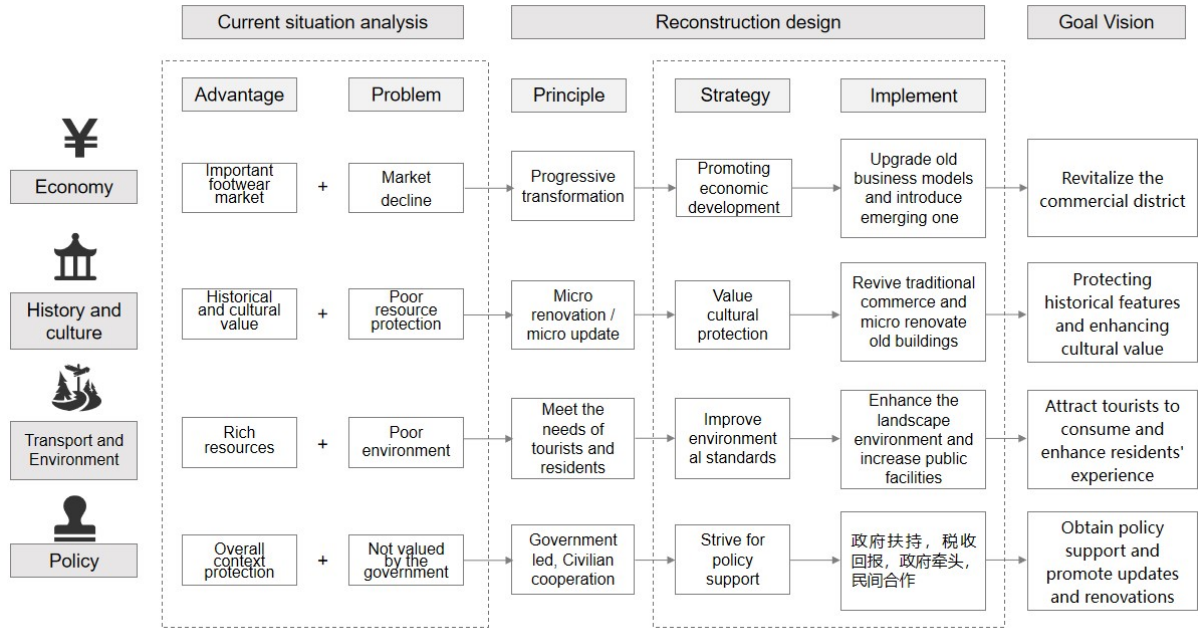 Current situation analysis
Reconstruction design
Goal Vision
Advantage
Problem
Principle
Strategy
Implement
¥
Economy
Important
footwear
market
+
Market
decline
Progressive
transformation
Promoting
economic
development
Upgrade old
business models
and introduce
emerging one
Revitalize the
commercial district
History and
culture
Historical
and cultural
value
+
Poor
resource
protection
Micro
renovation /
micro update
Value
cultural
protection
Revive traditional
commerce and
micro renovate
old buildings
Protecting
historical features
and enhancing
cultural value
Transport and
Environment
Rich
resources
+
Poor
environment
Meet the
needs of
tourists and
residents
Improve
environment
al standards
Enhance the
landscape
environment and
increase public
facilities
Attract tourists to
consume and
enhance residents'
experience
Policy
Overall
context
protection
+
Not valued
by the
government
Government
led, Civilian
cooperation
Strive for
policy
support
政府扶持，税收
回报，政府牵头，
民间合作
Obtain policy
support and
promote updates
and renovations